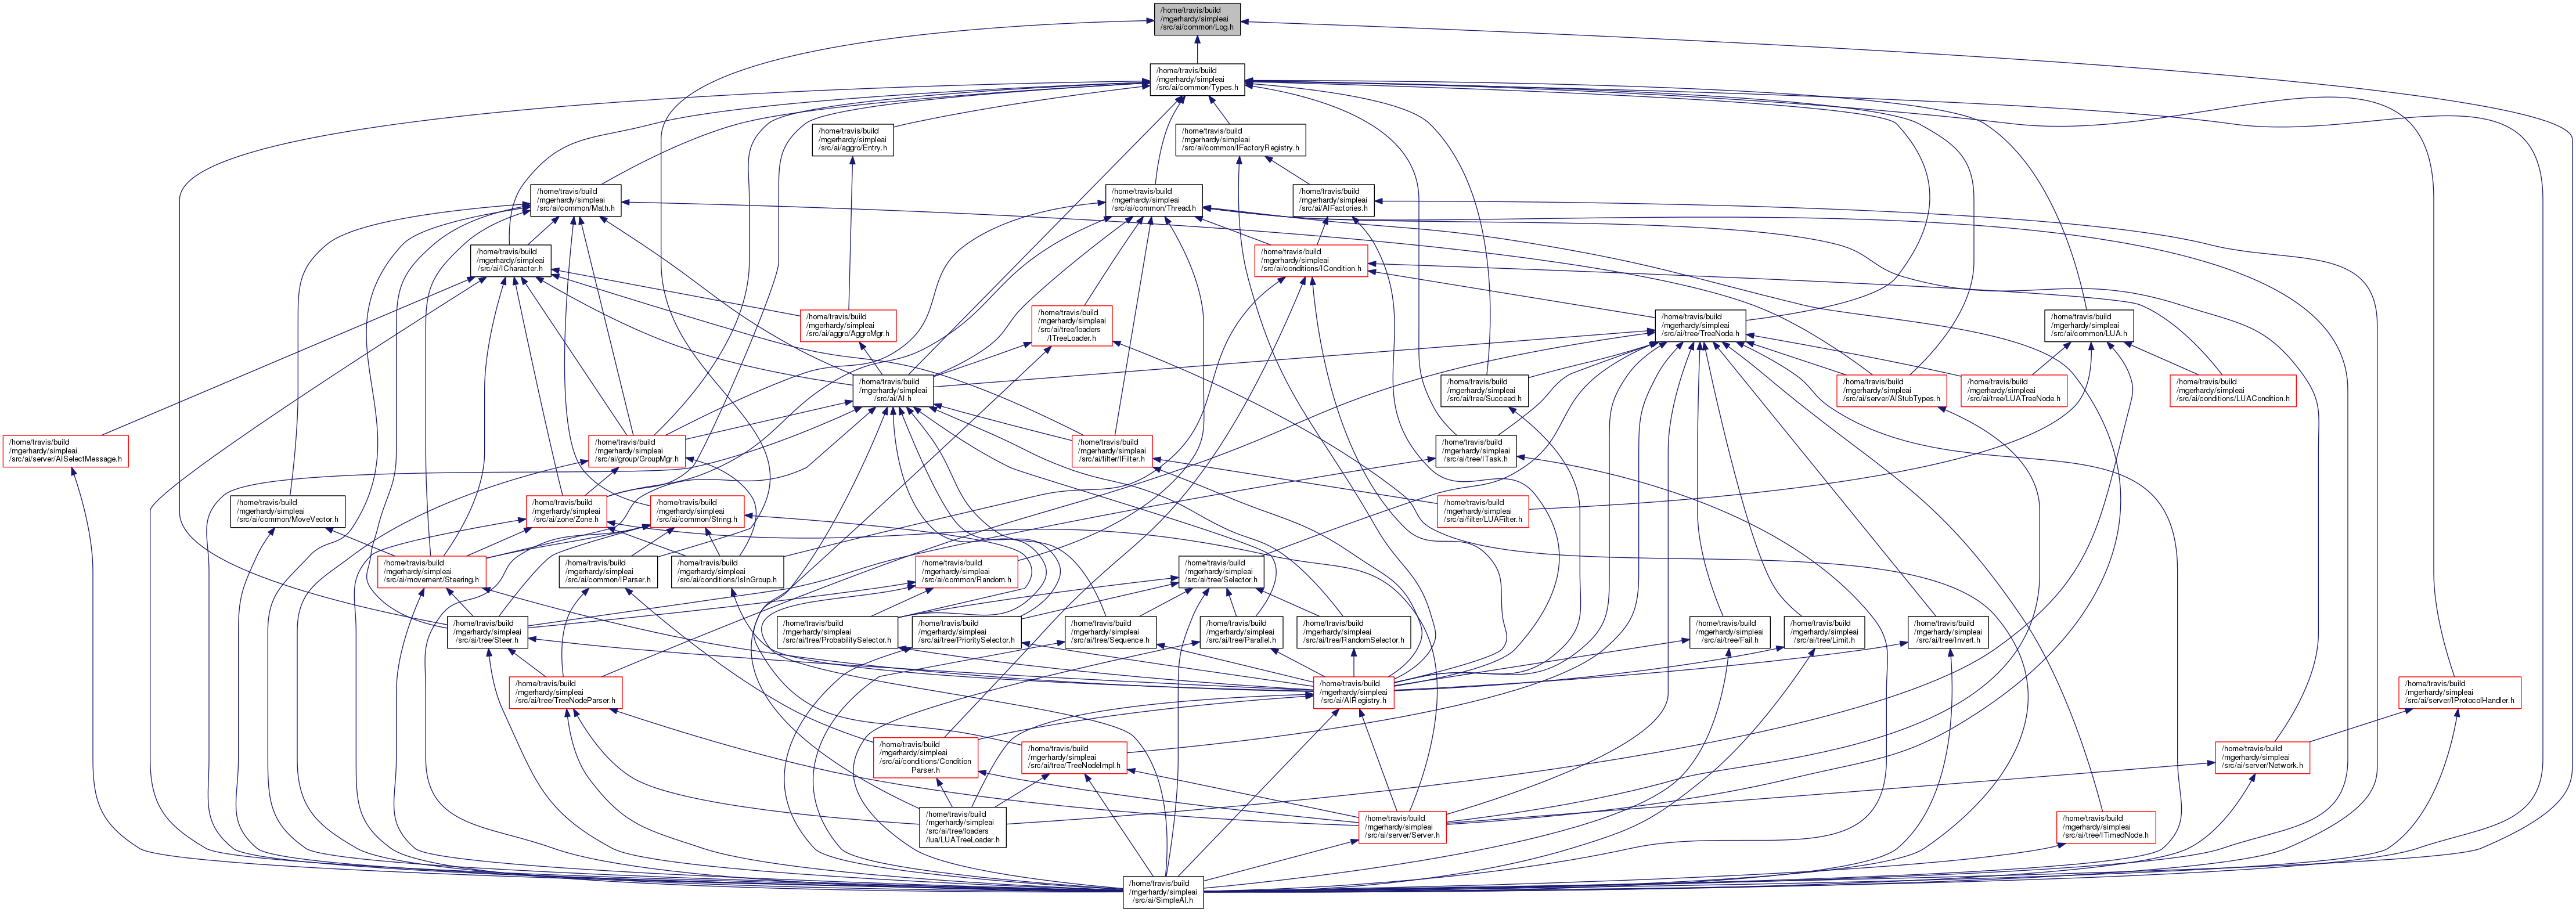 /home/travis/build
/mgerhardy/simpleai
/src/ai/common/Log.h
/home/travis/build
/mgerhardy/simpleai
/src/ai/common/Types.h
/home/travis/build
/mgerhardy/simpleai
/src/ai/aggro/Entry.h
/home/travis/build
/mgerhardy/simpleai
/src/ai/common/IFactoryRegistry.h
/home/travis/build
/mgerhardy/simpleai
/src/ai/common/Math.h
/home/travis/build
/mgerhardy/simpleai
/src/ai/common/Thread.h
/home/travis/build
/mgerhardy/simpleai
/src/ai/AIFactories.h
/home/travis/build
/mgerhardy/simpleai
/src/ai/ICharacter.h
/home/travis/build
/mgerhardy/simpleai
/src/ai/conditions/ICondition.h
/home/travis/build
/mgerhardy/simpleai
/src/ai/aggro/AggroMgr.h
/home/travis/build
/mgerhardy/simpleai
/src/ai/tree/loaders
/ITreeLoader.h
/home/travis/build
/mgerhardy/simpleai
/src/ai/tree/TreeNode.h
/home/travis/build
/mgerhardy/simpleai
/src/ai/common/LUA.h
/home/travis/build
/mgerhardy/simpleai
/src/ai/AI.h
/home/travis/build
/mgerhardy/simpleai
/src/ai/tree/Succeed.h
/home/travis/build
/mgerhardy/simpleai
/src/ai/server/AIStubTypes.h
/home/travis/build
/mgerhardy/simpleai
/src/ai/tree/LUATreeNode.h
/home/travis/build
/mgerhardy/simpleai
/src/ai/conditions/LUACondition.h
/home/travis/build
/mgerhardy/simpleai
/src/ai/server/AISelectMessage.h
/home/travis/build
/mgerhardy/simpleai
/src/ai/group/GroupMgr.h
/home/travis/build
/mgerhardy/simpleai
/src/ai/filter/IFilter.h
/home/travis/build
/mgerhardy/simpleai
/src/ai/tree/ITask.h
/home/travis/build
/mgerhardy/simpleai
/src/ai/common/MoveVector.h
/home/travis/build
/mgerhardy/simpleai
/src/ai/zone/Zone.h
/home/travis/build
/mgerhardy/simpleai
/src/ai/common/String.h
/home/travis/build
/mgerhardy/simpleai
/src/ai/filter/LUAFilter.h
/home/travis/build
/mgerhardy/simpleai
/src/ai/movement/Steering.h
/home/travis/build
/mgerhardy/simpleai
/src/ai/common/IParser.h
/home/travis/build
/mgerhardy/simpleai
/src/ai/conditions/IsInGroup.h
/home/travis/build
/mgerhardy/simpleai
/src/ai/common/Random.h
/home/travis/build
/mgerhardy/simpleai
/src/ai/tree/Selector.h
/home/travis/build
/mgerhardy/simpleai
/src/ai/tree/Steer.h
/home/travis/build
/mgerhardy/simpleai
/src/ai/tree/ProbabilitySelector.h
/home/travis/build
/mgerhardy/simpleai
/src/ai/tree/PrioritySelector.h
/home/travis/build
/mgerhardy/simpleai
/src/ai/tree/Sequence.h
/home/travis/build
/mgerhardy/simpleai
/src/ai/tree/Parallel.h
/home/travis/build
/mgerhardy/simpleai
/src/ai/tree/RandomSelector.h
/home/travis/build
/mgerhardy/simpleai
/src/ai/tree/Fail.h
/home/travis/build
/mgerhardy/simpleai
/src/ai/tree/Limit.h
/home/travis/build
/mgerhardy/simpleai
/src/ai/tree/Invert.h
/home/travis/build
/mgerhardy/simpleai
/src/ai/tree/TreeNodeParser.h
/home/travis/build
/mgerhardy/simpleai
/src/ai/AIRegistry.h
/home/travis/build
/mgerhardy/simpleai
/src/ai/server/IProtocolHandler.h
/home/travis/build
/mgerhardy/simpleai
/src/ai/conditions/Condition
Parser.h
/home/travis/build
/mgerhardy/simpleai
/src/ai/tree/TreeNodeImpl.h
/home/travis/build
/mgerhardy/simpleai
/src/ai/server/Network.h
/home/travis/build
/mgerhardy/simpleai
/src/ai/tree/loaders
/lua/LUATreeLoader.h
/home/travis/build
/mgerhardy/simpleai
/src/ai/server/Server.h
/home/travis/build
/mgerhardy/simpleai
/src/ai/tree/ITimedNode.h
/home/travis/build
/mgerhardy/simpleai
/src/ai/SimpleAI.h